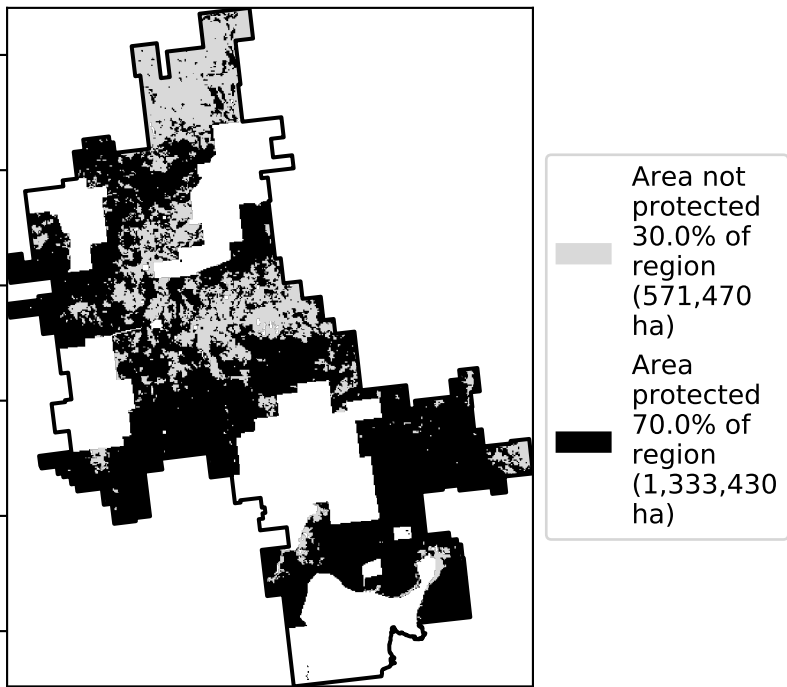 Area not
protected
30.0% of
region
(571,470
ha)
Area
protected
70.0% of
region
(1,333,430
ha)